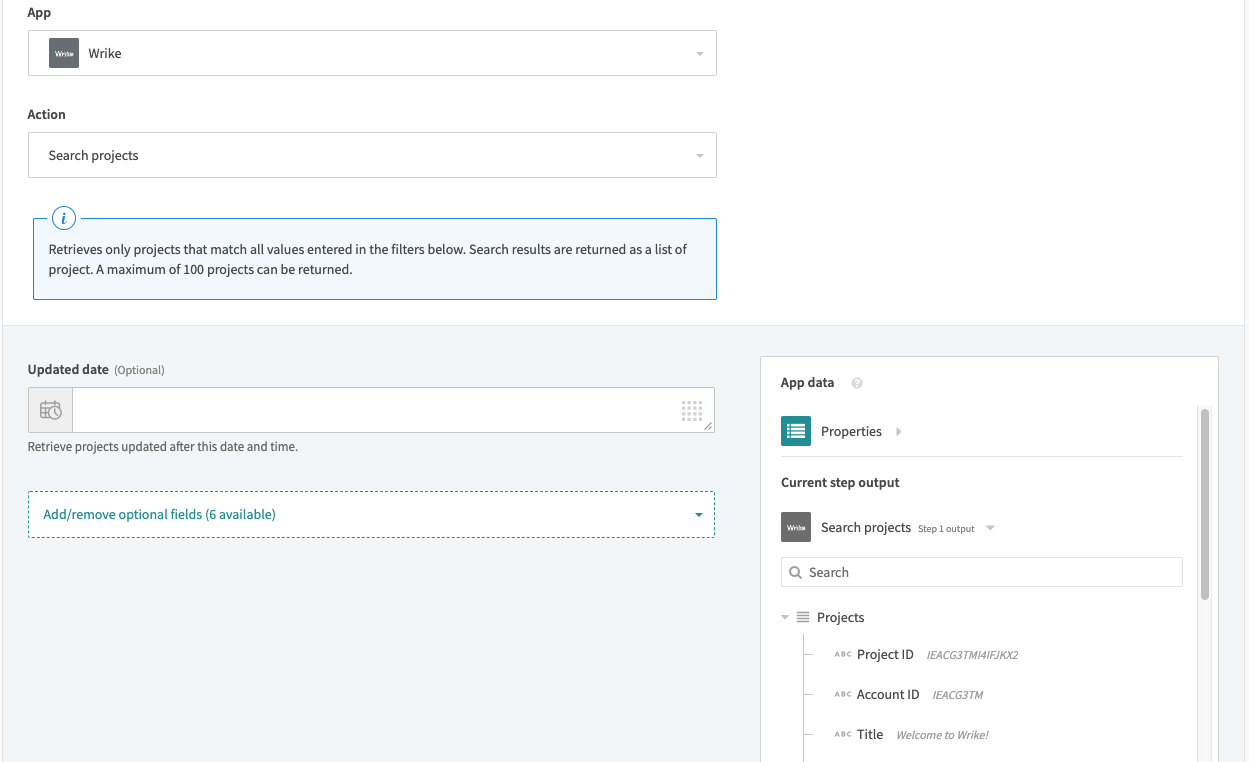 App
Wrike Wrike
Action
Search projects
i
Retrieves only projects that match all values entered in the filters below. Search results are returned as a list of
project. A maximum of 100 projects can be returned.
Updated date (Optional)
Retrieve projects updated after this date and time.
Add/remove optional fields (6 available)
App data ?
Properties
Current step output
Wrike Search projects Step 1 output
Search
Projects
ABC Project ID IEACG3TMI4IFJKX2
ABC Account ID IEACG3TM
ABC Title Welcome to Wrike!